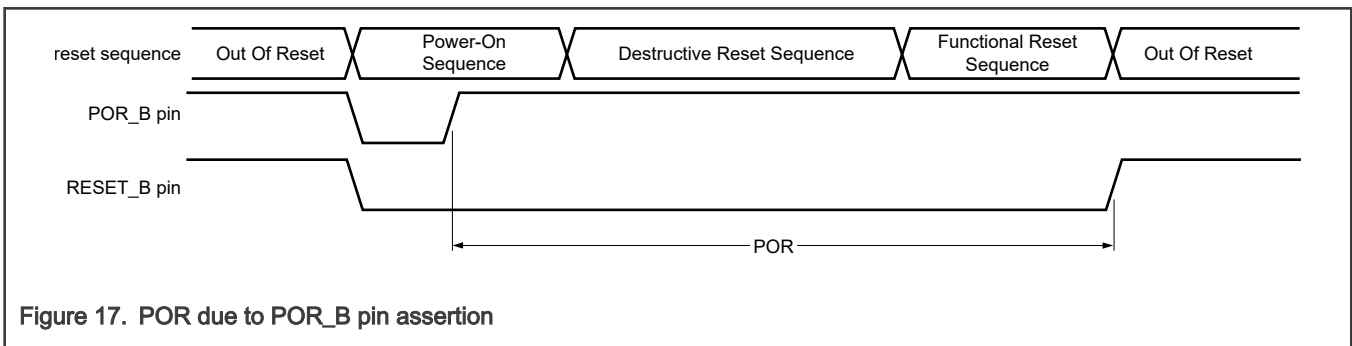 reset sequence Out Of Reset Power-On Sequence Destructive Reset Sequence Functional Reset Sequence Out Of Reset
POR_B pin
RESET_B pin
POR
Figure 17. POR due to POR_B pin assertion